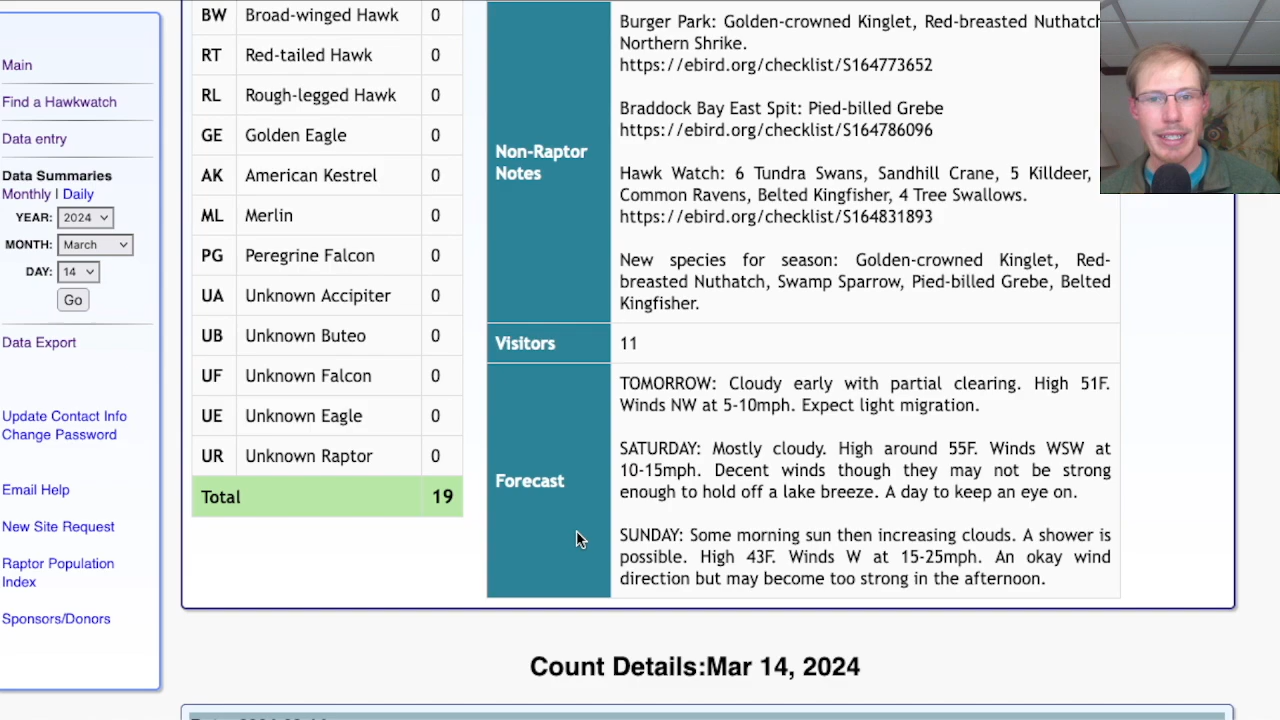 Main
Find a Hawkwatch
Data entry
Data Summaries
Monthly | Daily
YEAR: 2024
MONTH: March
DAY: 14
Go
Data Export
Update Contact Info
Change Password
Email Help
New Site Request
Raptor Population
Index
Sponsors/Donors
BW Broad-winged Hawk 0
RT Red-tailed Hawk 0
RL Rough-legged Hawk 0
GE Golden Eagle 0
AK American Kestrel 0
ML Merlin 0
PG Peregrine Falcon 0
UA Unknown Accipiter 0
UB Unknown Buteo 0
UF Unknown Falcon 0
UE Unknown Eagle 0
UR Unknown Raptor 0
Total 19
Non-Raptor
Notes
Burger Park: Golden-crowned Kinglet, Red-breasted Nuthatch
Northern Shrike.
https://ebird.org/checklist/S164773652
Braddock Bay East Spit: Pied-billed Grebe
https://ebird.org/checklist/S164786096
Hawk Watch: 6 Tundra Swans, Sandhill Crane, 5 Killdeer,
Common Ravens, Belted Kingfisher, 4 Tree Swallows.
https://ebird.org/checklist/S164831893
New species for season: Golden-crowned Kinglet, Red-
breasted Nuthatch, Swamp Sparrow, Pied-billed Grebe, Belted
Kingfisher.
Visitors
11
Forecast
TOMORROW: Cloudy early with partial clearing. High 51F.
Winds NW at 5-10mph. Expect light migration.
SATURDAY: Mostly cloudy. High around 55F. Winds WSW at
10-15mph. Decent winds though they may not be strong
enough to hold off a lake breeze. A day to keep an eye on.
SUNDAY: Some morning sun then increasing clouds. A shower is
possible. High 43F. Winds W at 15-25mph. An okay wind
direction but may become too strong in the afternoon.
Count Details:Mar 14, 2024